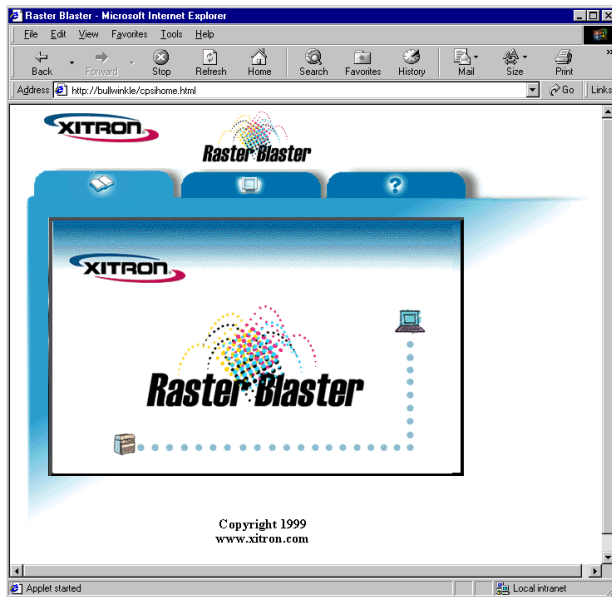 Raster Blaster - Microsoft Internet Explorer
File Edit View Favorites Tools Help
Back Forward Stop Refresh Home Search Favorites History Mail Size Print »
Address http://bullwinkle/cpsihome.html Go Links
XITRON®
Raster Blaster
?
XITRON®
Raster Blaster
Copyright 1999
www.xitron.com
Applet started Local intranet